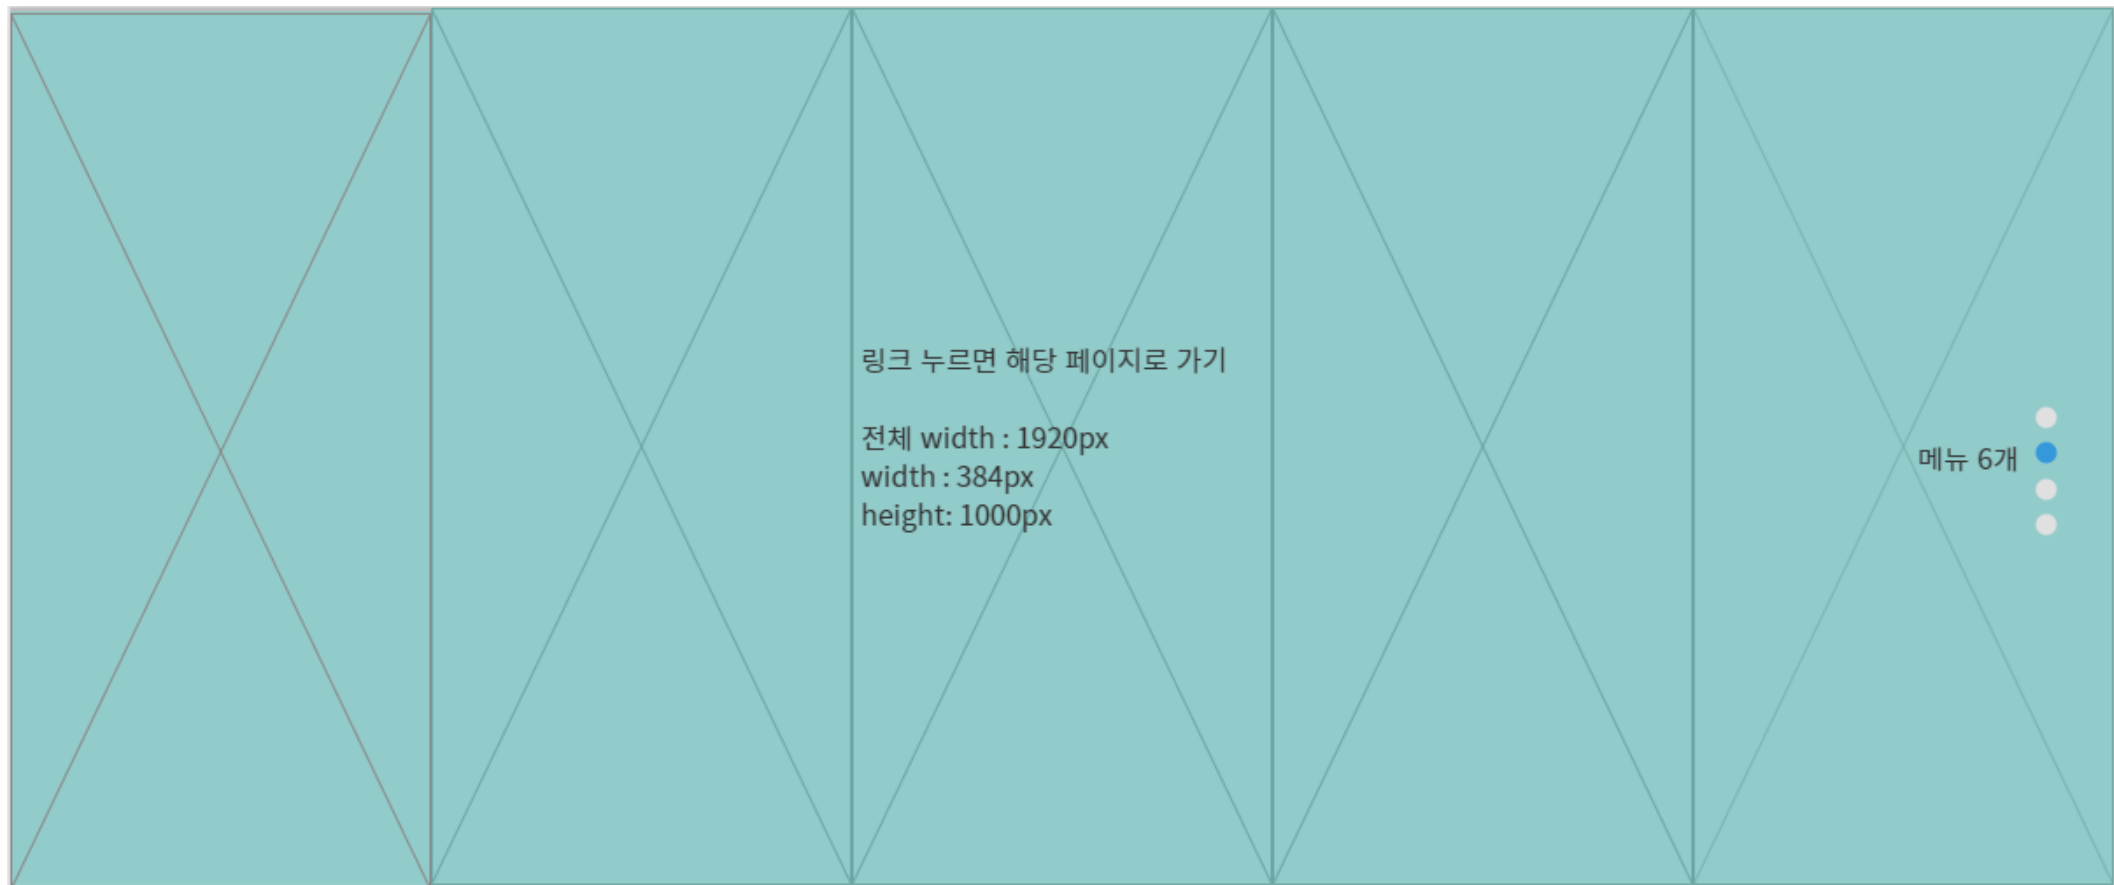 링크 누르면 해당 페이지로 가기
전체 width : 1920px
width : 384px
height: 1000px
메뉴 6개